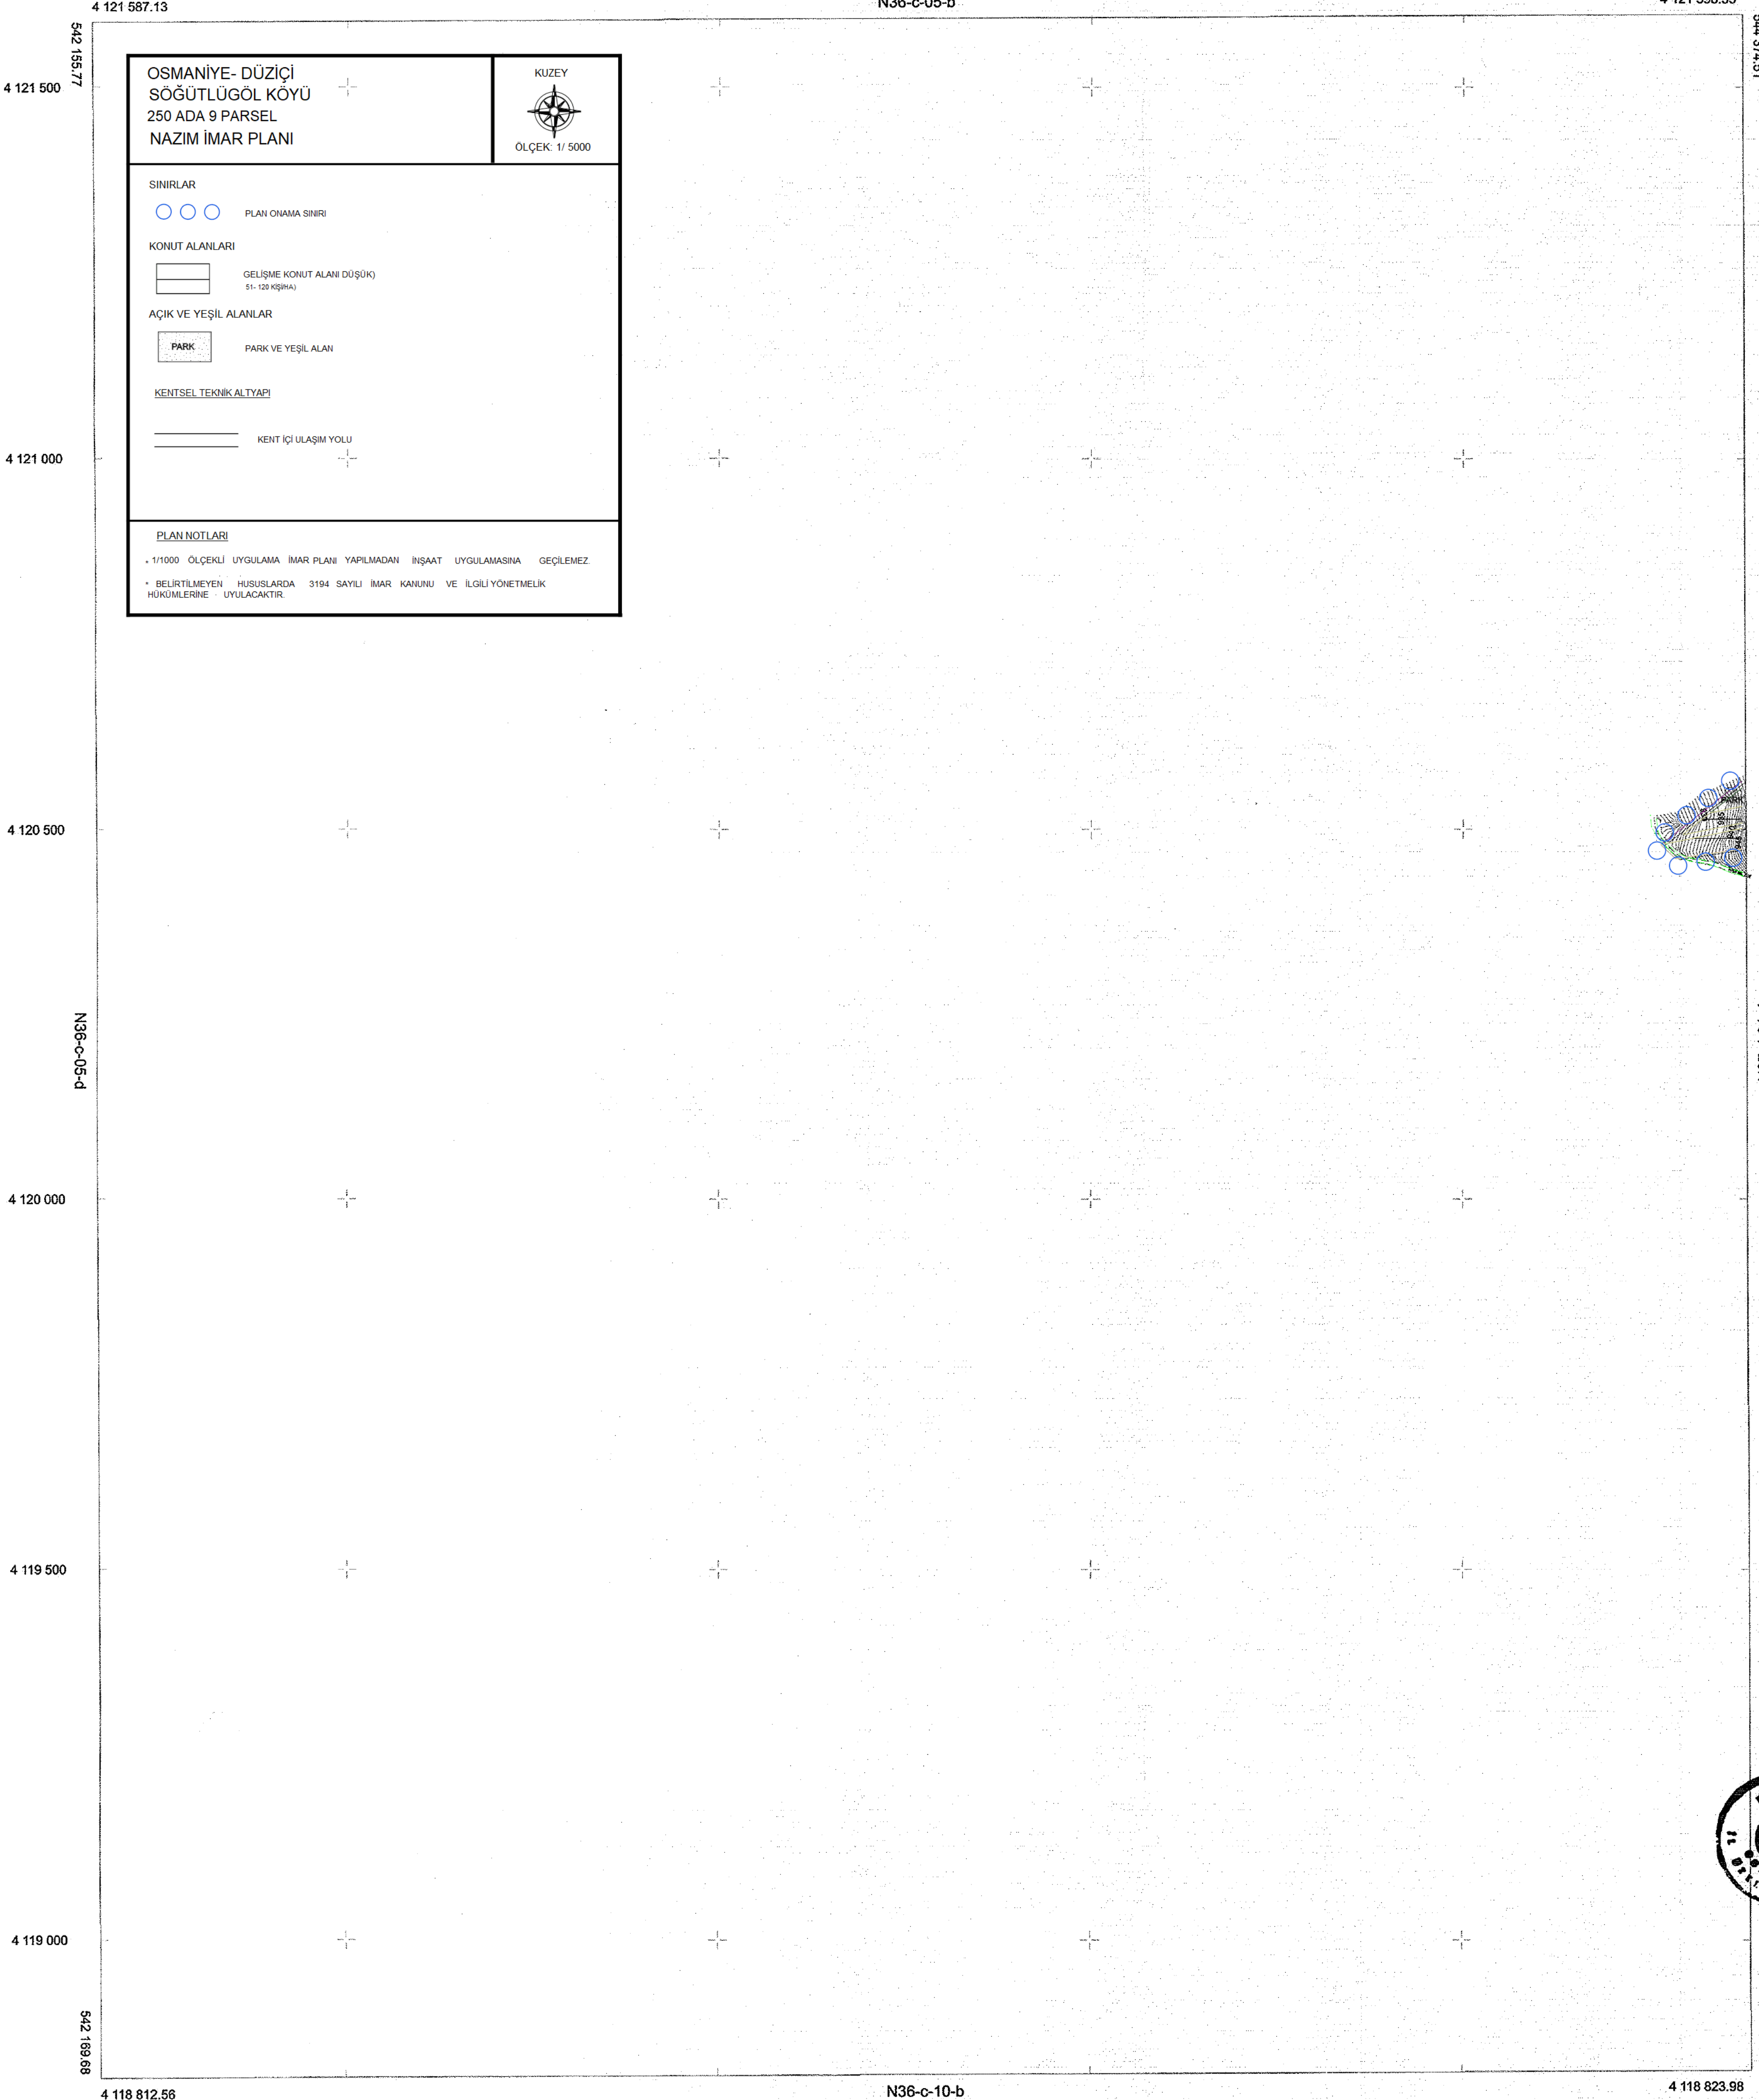 4 121 587.13
N36-c-05-b
542 155.77
4 121 500
OSMANİYE- DÜZİÇİ
SÖĞÜTLÜGÖL KÖYÜ
250 ADA 9 PARSEL
NAZIM İMAR PLANI
KUZEY
ÖLÇEK: 1/ 5000
SINIRLAR
PLAN ONAMA SINIRI
KONUT ALANLARI
GELİŞME KONUT ALANI DÜŞÜK)
51- 120 KİŞİ/HA)
AÇIK VE YEŞİL ALANLAR
PARK
PARK VE YEŞİL ALAN
KENTSEL TEKNİK ALTYAPI
KENT İÇİ ULAŞIM YOLU
4 121 000
PLAN NOTLARI
* 1/1000 ÖLÇEKLİ UYGULAMA İMAR PLANI YAPILMADAN İNŞAAT UYGULAMASINA GEÇİLEMEZ.
* BELİRTİLMEYEN HUSUSLARDA 3194 SAYILI İMAR KANUNU VE İLGİLİ YÖNETMELİK
HÜKÜMLERİNE UYULACAKTIR.
PARK
935
940
4 120 500
N36-c-05-d
4 120 000
4 119 500
4 119 000
542 169.68
4 118 812.56
N36-c-10-b
4 118 823.98